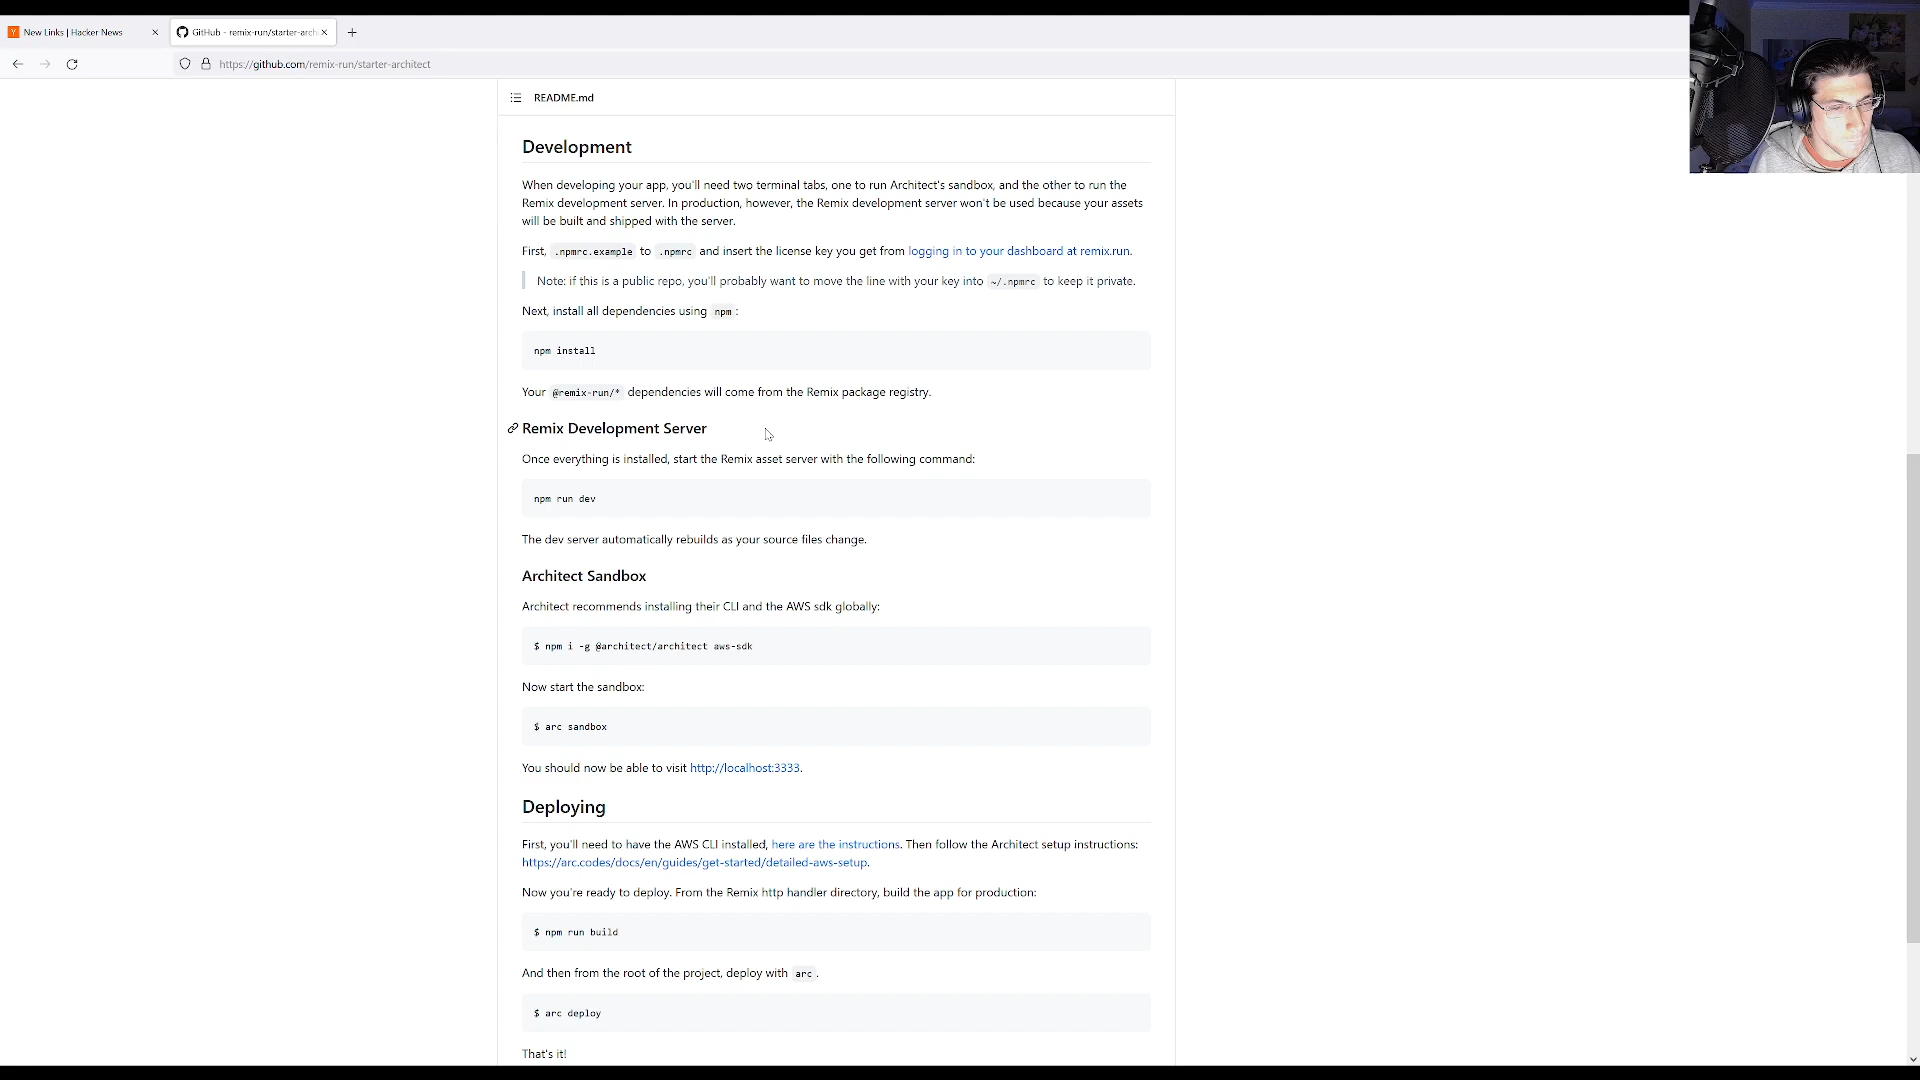 New Links | Hacker News
GitHub - remix-run/starter-arch
https://github.com/remix-run/starter-architect
README.md
Development
When developing your app, you'll need two terminal tabs, one to run Architect's sandbox, and the other to run the
Remix development server. In production, however, the Remix development server won't be used because your assets
will be built and shipped with the server.
First, .npmrc.example to .npmrc and insert the license key you get from logging in to your dashboard at remix.run.
Note: if this is a public repo, you'll probably want to move the line with your key into ~/.npmrc to keep it private.
Next, install all dependencies using npm :
npm install
Your @remix-run/* dependencies will come from the Remix package registry.
Remix Development Server
Once everything is installed, start the Remix asset server with the following command:
npm run dev
The dev server automatically rebuilds as your source files change.
Architect Sandbox
Architect recommends installing their CLI and the AWS sdk globally:
$ npm i -g @architect/architect aws-sdk
Now start the sandbox:
$ arc sandbox
You should now be able to visit http://localhost:3333.
Deploying
First, you'll need to have the AWS CLI installed, here are the instructions. Then follow the Architect setup instructions:
https://arc.codes/docs/en/guides/get-started/detailed-aws-setup.
Now you're ready to deploy. From the Remix http handler directory, build the app for production:
$ npm run build
And then from the root of the project, deploy with arc .
$ arc deploy
That's it!